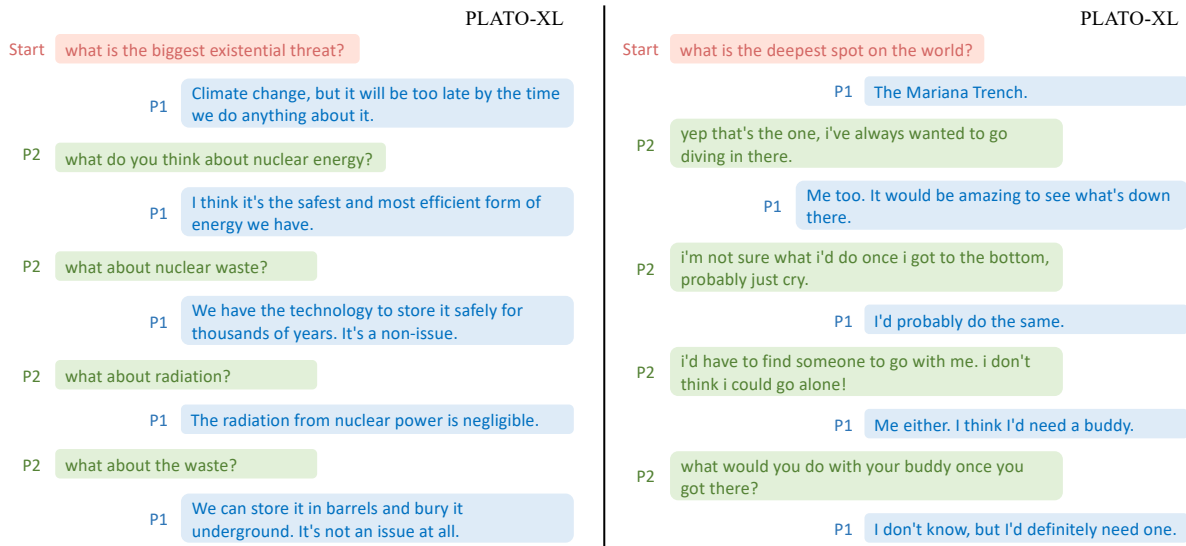 PLATO-XL
Start what is the biggest existential threat?
P1 Climate change, but it will be too late by the time
we do anything about it.
P2 what do you think about nuclear energy?
P1 I think it's the safest and most efficient form of
energy we have.
P2 what about nuclear waste?
P1 We have the technology to store it safely for
thousands of years. It's a non-issue.
P2 what about radiation?
P1 The radiation from nuclear power is negligible.
P2 what about the waste?
P1 We can store it in barrels and bury it
underground. It's not an issue at all.
PLATO-XL
Start what is the deepest spot on the world?
P1 The Mariana Trench.
P2 yep that's the one, i've always wanted to go
diving in there.
P1 Me too. It would be amazing to see what's down
there.
P2 i'm not sure what i'd do once i got to the bottom,
probably just cry.
P1 I'd probably do the same.
P2 i'd have to find someone to go with me. i don't
think i could go alone!
P1 Me either. I think I'd need a buddy.
P2 what would you do with your buddy once you
got there?
P1 I don't know, but I'd definitely need one.